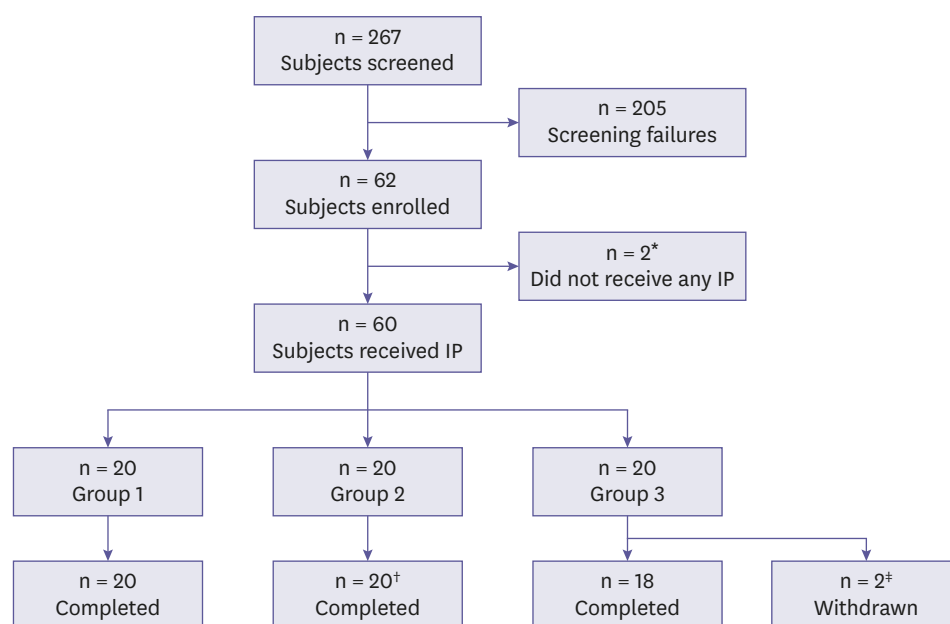 n = 267
Subjects screened
n = 205
Screening failures
n = 62
Subjects enrolled
n = 2*
Did not receive any IP
n = 60
Subjects received IP
n = 20
Group 1
n = 20
Group 2
n = 20
Group 3
n = 20
Completed
n = 20†
Completed
n = 18
Completed
n = 2‡
Withdrawn